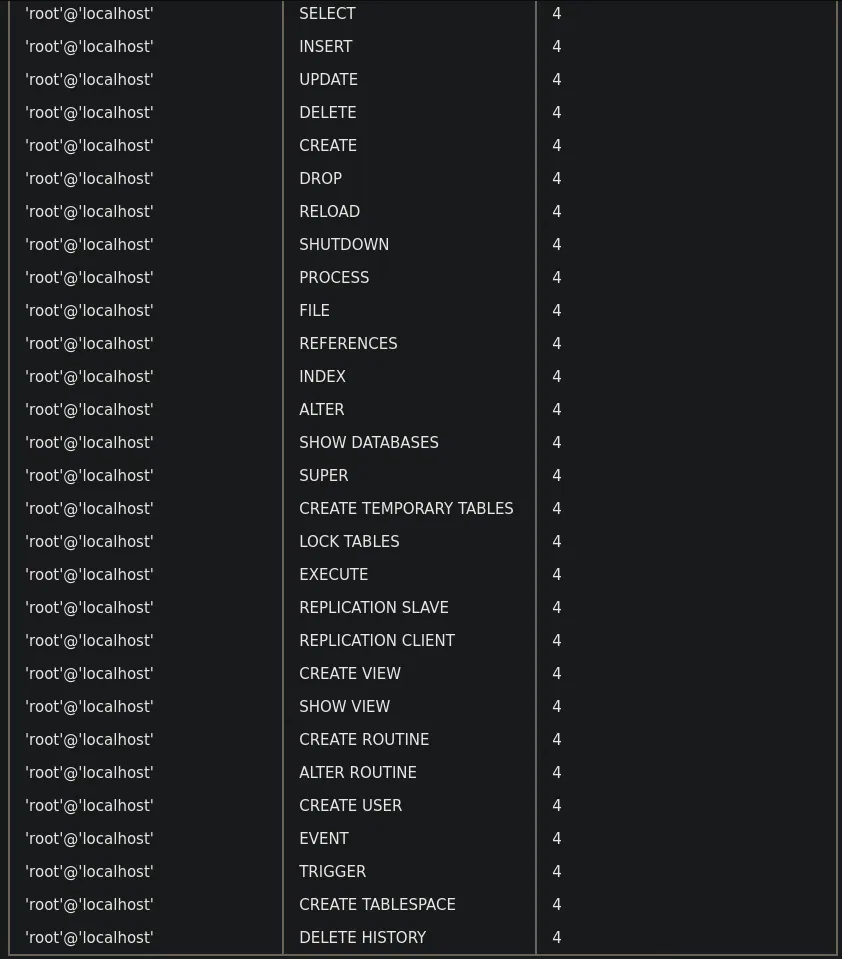 'root'@'localhost' SELECT 4
'root'@'localhost' INSERT 4
'root'@'localhost' UPDATE 4
'root'@'localhost' DELETE 4
'root'@'localhost' CREATE 4
'root'@'localhost' DROP 4
'root'@'localhost' RELOAD 4
'root'@'localhost' SHUTDOWN 4
'root'@'localhost' PROCESS 4
'root'@'localhost' FILE 4
'root'@'localhost' REFERENCES 4
'root'@'localhost' INDEX 4
'root'@'localhost' ALTER 4
'root'@'localhost' SHOW DATABASES 4
'root'@'localhost' SUPER 4
'root'@'localhost' CREATE TEMPORARY TABLES 4
'root'@'localhost' LOCK TABLES 4
'root'@'localhost' EXECUTE 4
'root'@'localhost' REPLICATION SLAVE 4
'root'@'localhost' REPLICATION CLIENT 4
'root'@'localhost' CREATE VIEW 4
'root'@'localhost' SHOW VIEW 4
'root'@'localhost' CREATE ROUTINE 4
'root'@'localhost' ALTER ROUTINE 4
'root'@'localhost' CREATE USER 4
'root'@'localhost' EVENT 4
'root'@'localhost' TRIGGER 4
'root'@'localhost' CREATE TABLESPACE 4
'root'@'localhost' DELETE HISTORY 4